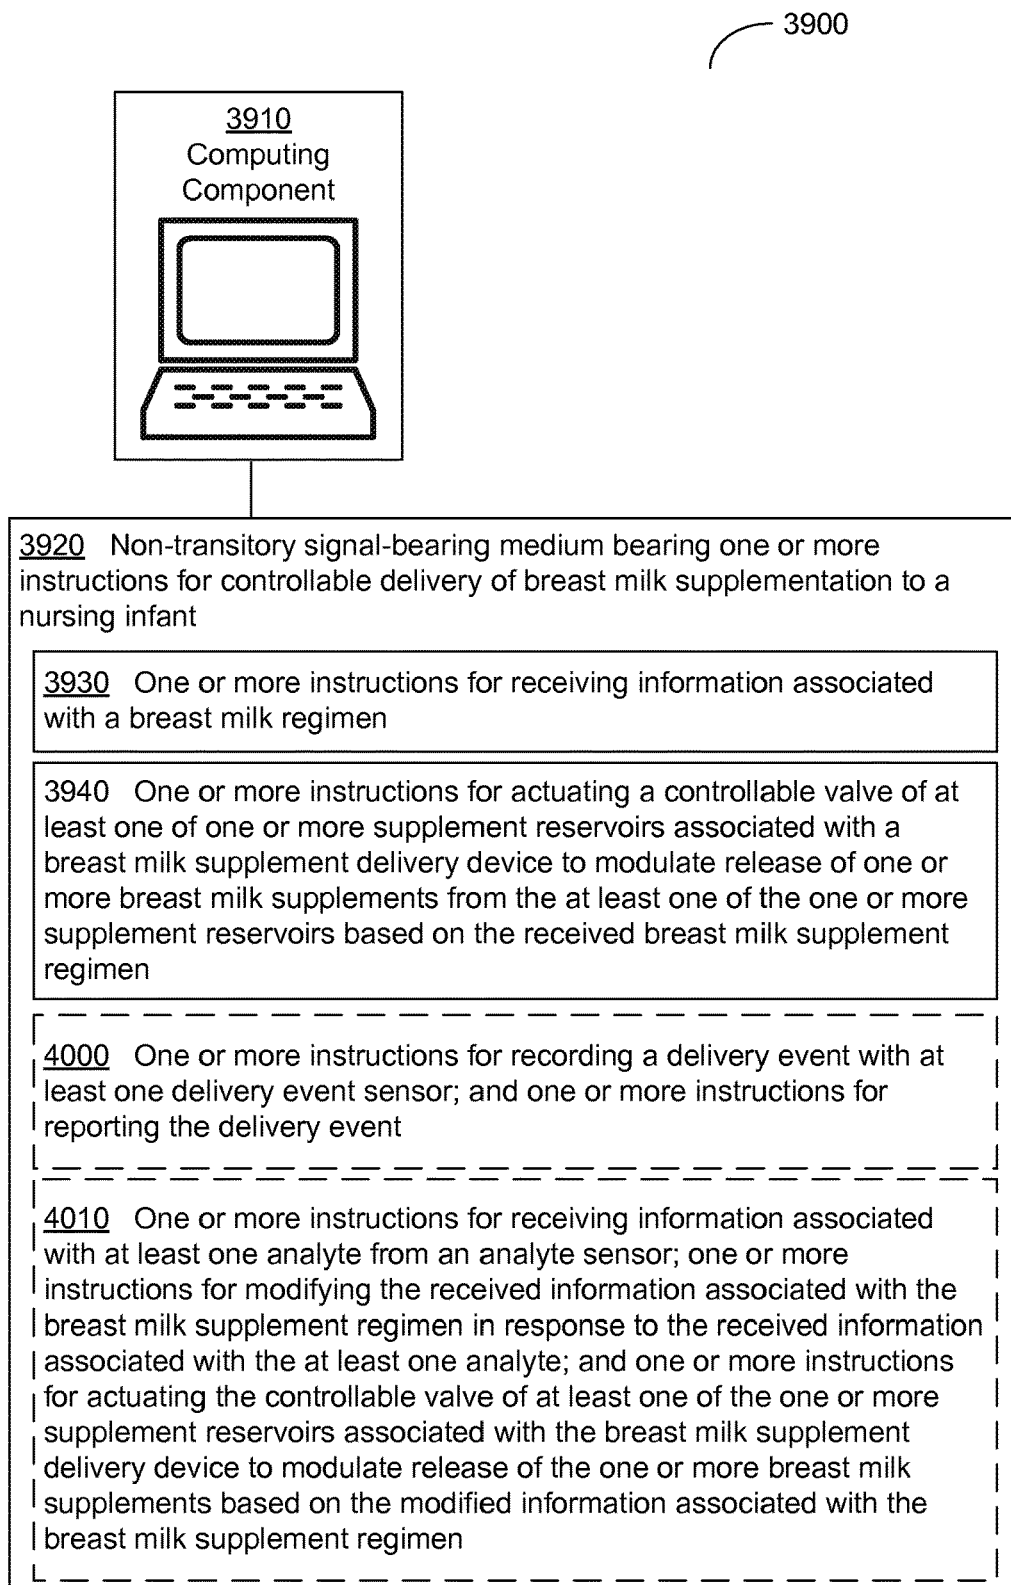 3900
3910
Computing
Component
3920 Non-transitory signal-bearing medium bearing one or more
instructions for controllable delivery of breast milk supplementation to a
nursing infant
3930 One or more instructions for receiving information associated
with a breast milk regimen
3940 One or more instructions for actuating a controllable valve of at
least one of one or more supplement reservoirs associated with a
breast milk supplement delivery device to modulate release of one or
more breast milk supplements from the at least one of the one or more
supplement reservoirs based on the received breast milk supplement
regimen
4000 One or more instructions for recording a delivery event with at
least one delivery event sensor; and one or more instructions for
reporting the delivery event
4010 One or more instructions for receiving information associated
with at least one analyte from an analyte sensor; one or more
instructions for modifying the received information associated with the
breast milk supplement regimen in response to the received information
associated with the at least one analyte; and one or more instructions
for actuating the controllable valve of at least one of the one or more
supplement reservoirs associated with the breast milk supplement
delivery device to modulate release of the one or more breast milk
supplements based on the modified information associated with the
breast milk supplement regimen